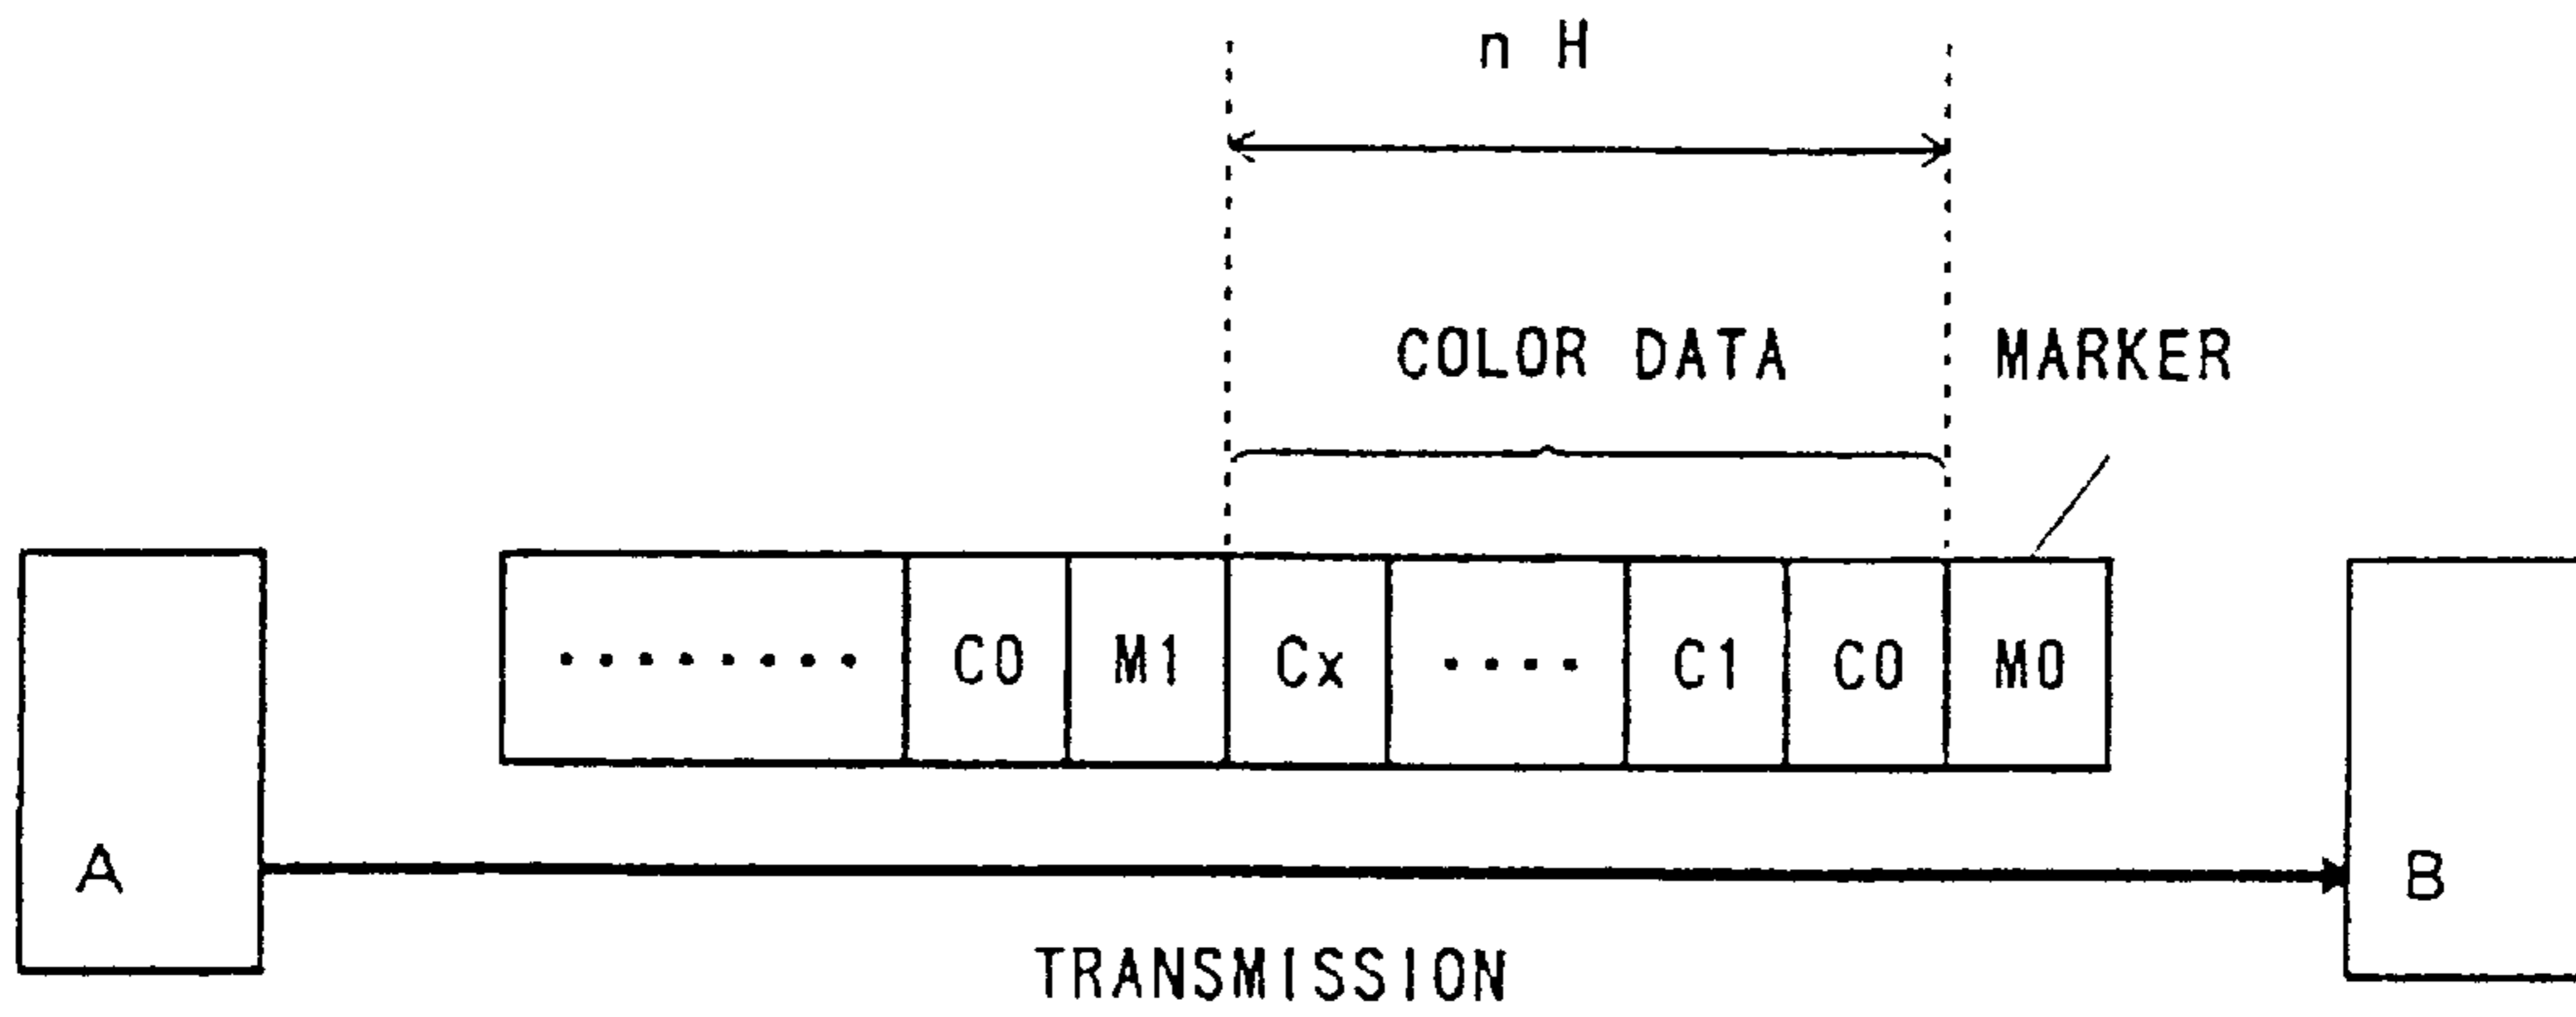 n H
COLOR DATA MARKER
· · · · · · · · C0 M1 Cx · · · · C1 C0 M0
A B
TRANSMISSION